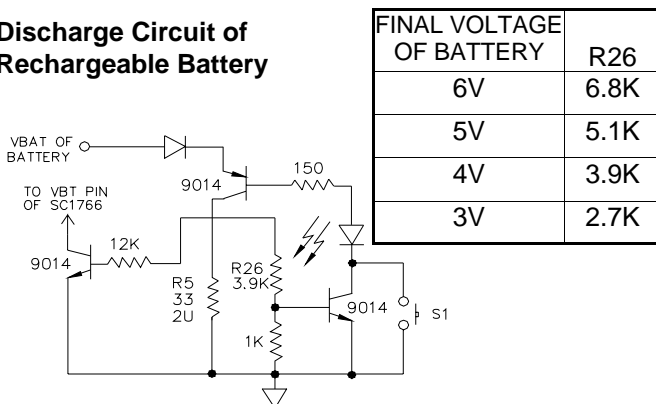 Discharge Circuit of
Rechargeable Battery
FINAL VOLTAGE
OF BATTERY
R26
6V
6.8K
5V
5.1K
4V
3.9K
3V
2.7K
VBAT OF
BATTERY
TO VBT PIN
OF SC1766
9014
150
9014
12K
R5
33
2U
R26
3.9K
1K
9014
S1